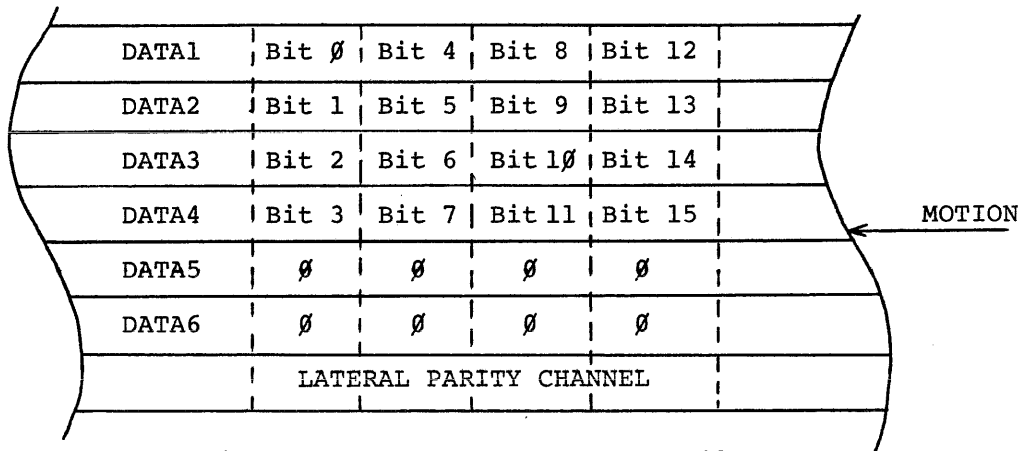 DATA1 Bit Ø Bit 4 Bit 8 Bit 12
DATA2 Bit 1 Bit 5 Bit 9 Bit 13
DATA3 Bit 2 Bit 6 Bit 1Ø Bit 14
DATA4 Bit 3 Bit 7 Bit 11 Bit 15
MOTION
DATA5 Ø Ø Ø Ø
DATA6 Ø Ø Ø Ø
LATERAL PARITY CHANNEL